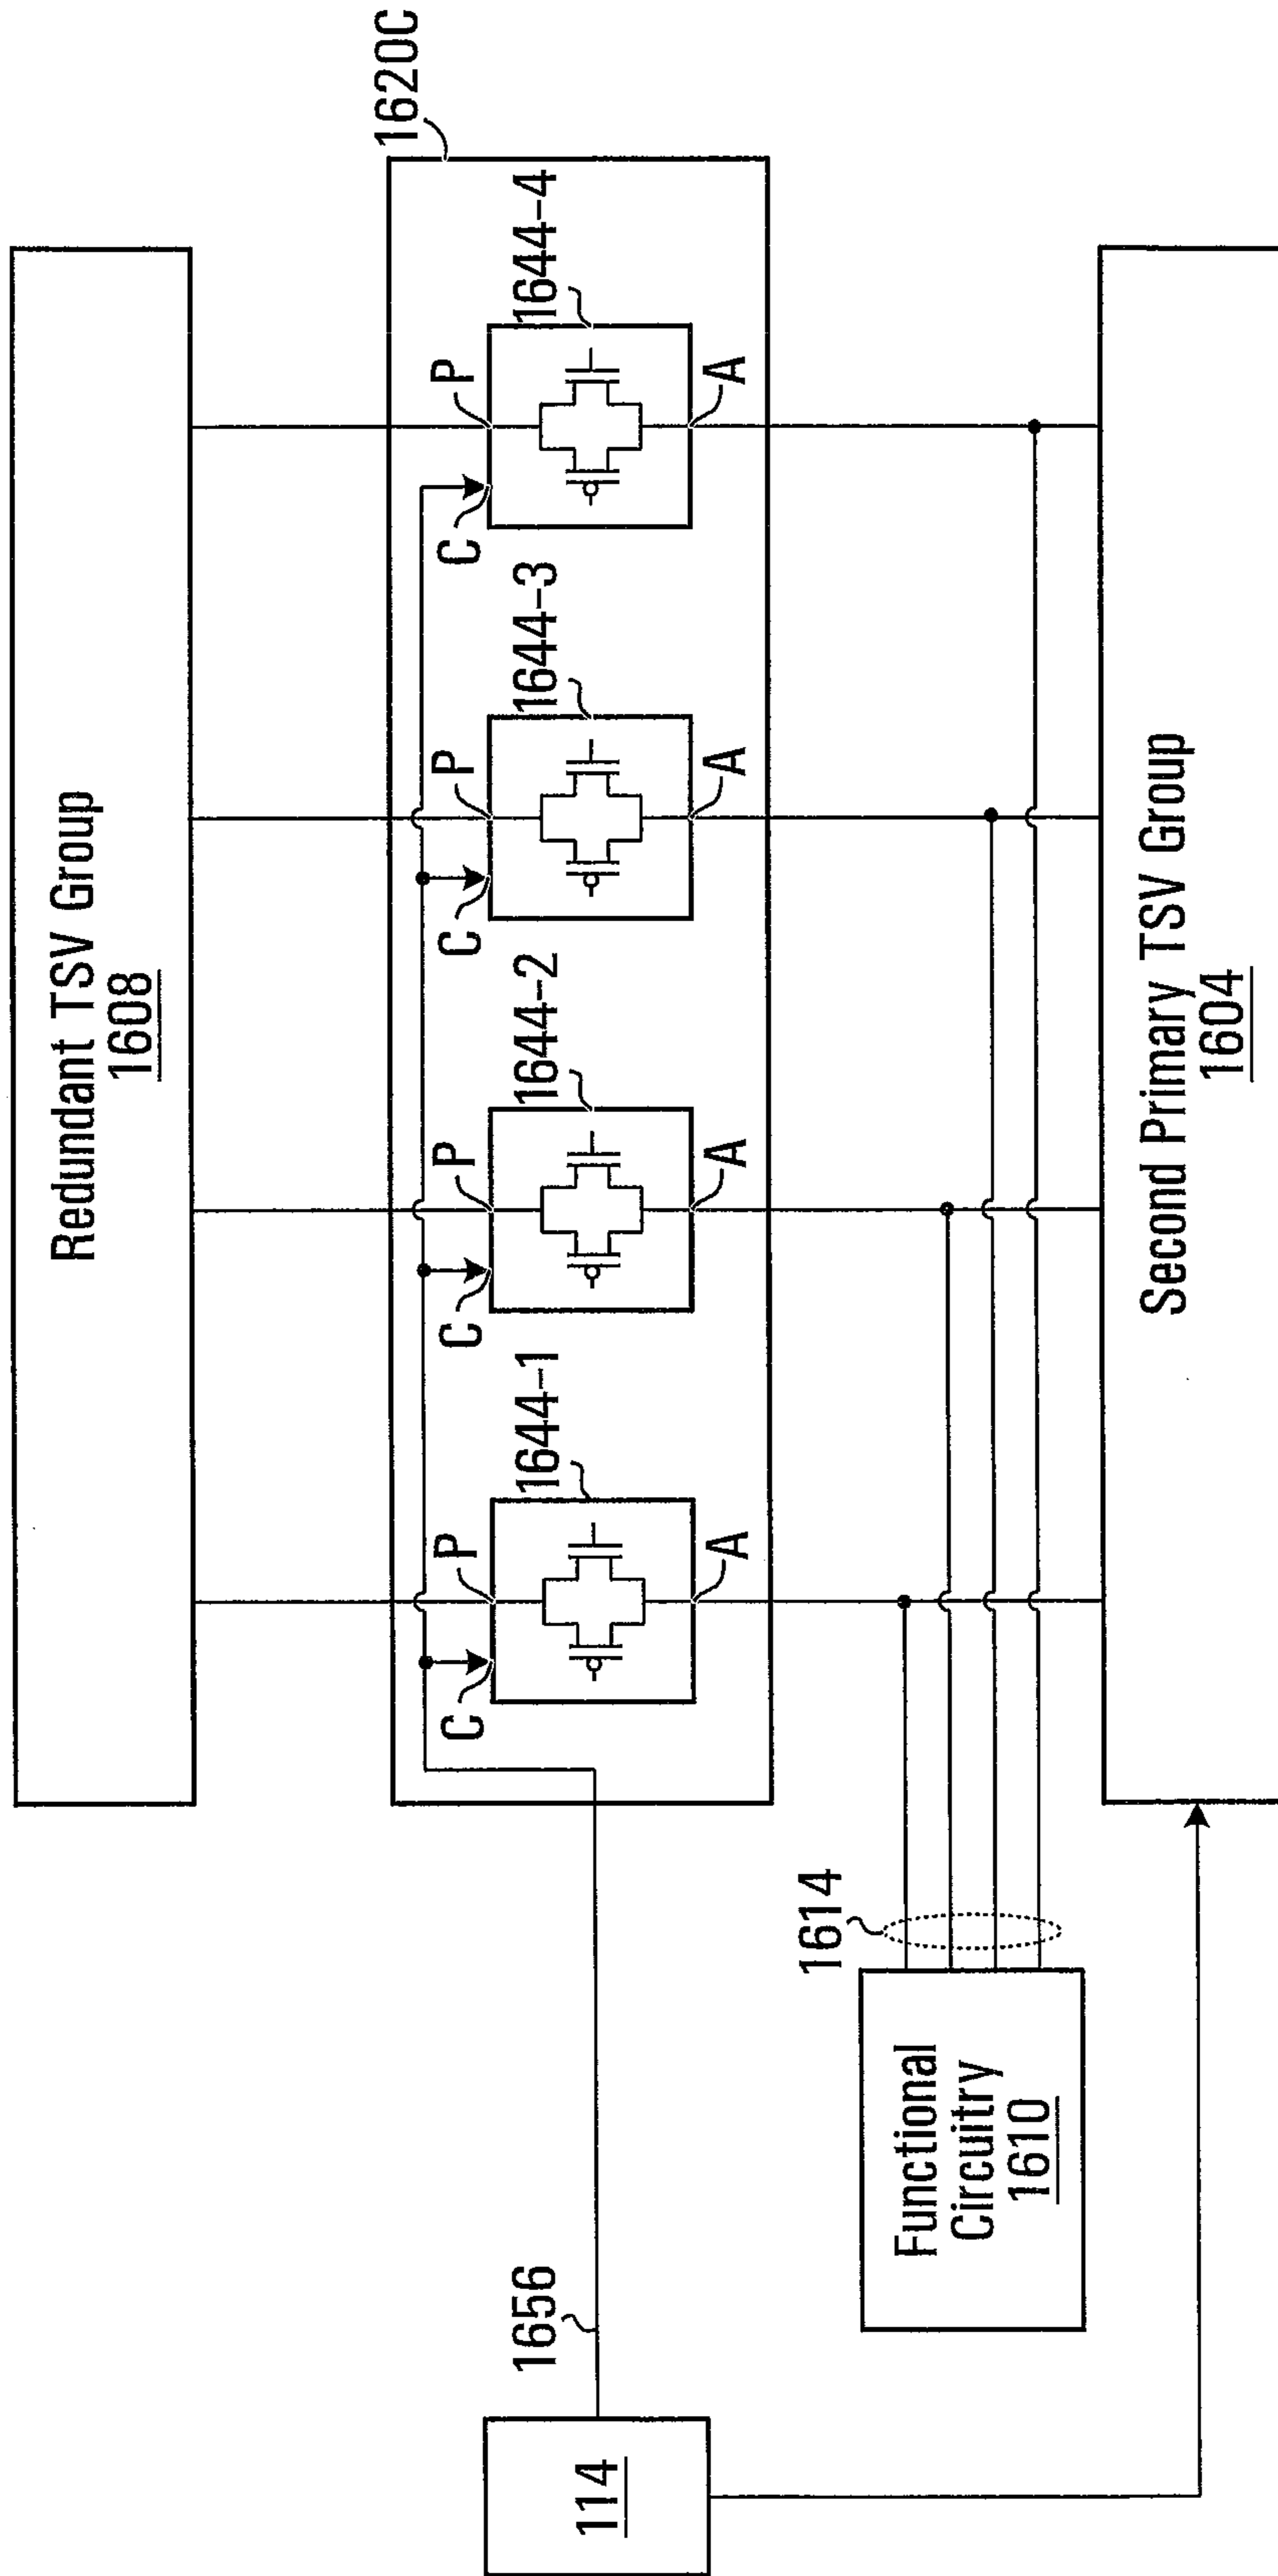 Redundant TSV Group
1608
1620C
1644-1
1644-2
1644-3
1644-4
C
P
C
P
C
P
C
P
A
A
A
A
1656
114
1614
Functional
Circuitry
1610
Second Primary TSV Group
1604